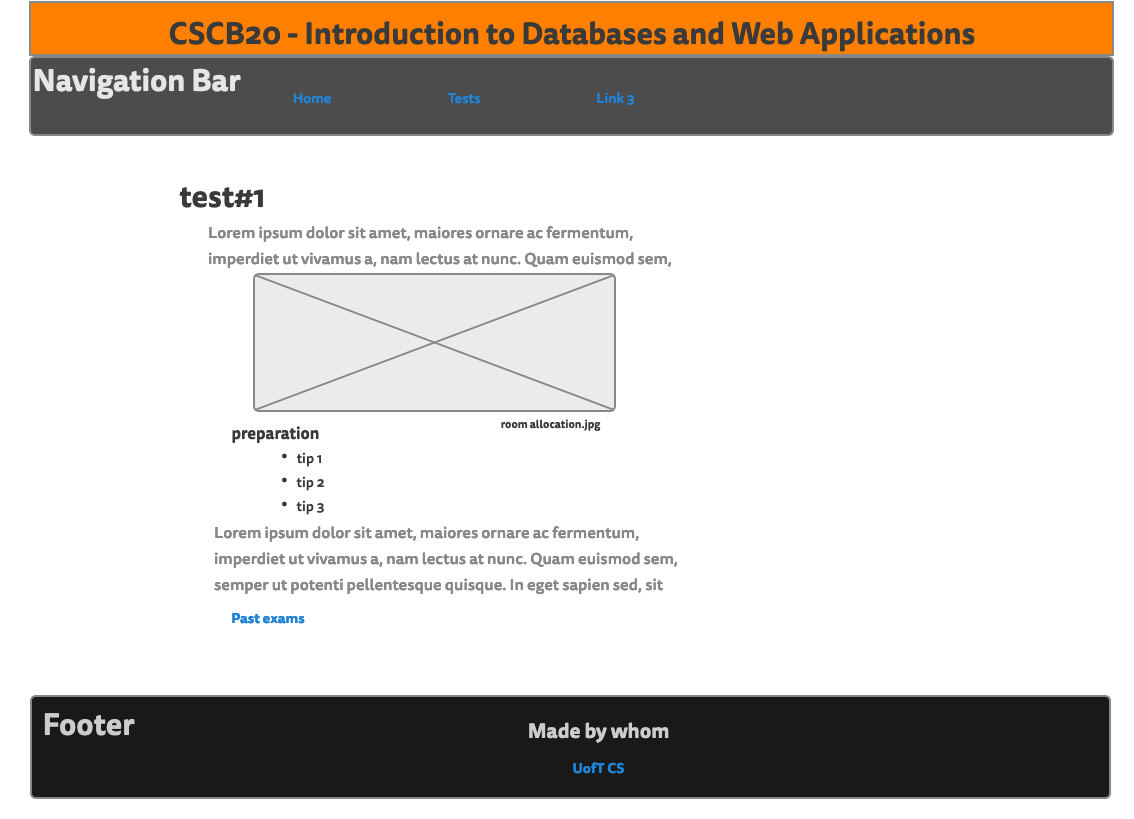 CSCB20 - Introduction to Databases and Web Applications
Navigation Bar
Home Tests Link 3
test#1
Lorem ipsum dolor sit amet, maiores ornare ac fermentum,
imperdiet ut vivamus a, nam lectus at nunc. Quam euismod sem,
room allocation.jpg
preparation
• tip 1
• tip 2
• tip 3
Lorem ipsum dolor sit amet, maiores ornare ac fermentum,
imperdiet ut vivamus a, nam lectus at nunc. Quam euismod sem,
semper ut potenti pellentesque quisque. In eget sapien sed, sit
Past exams
Footer
Made by whom
UofT CS